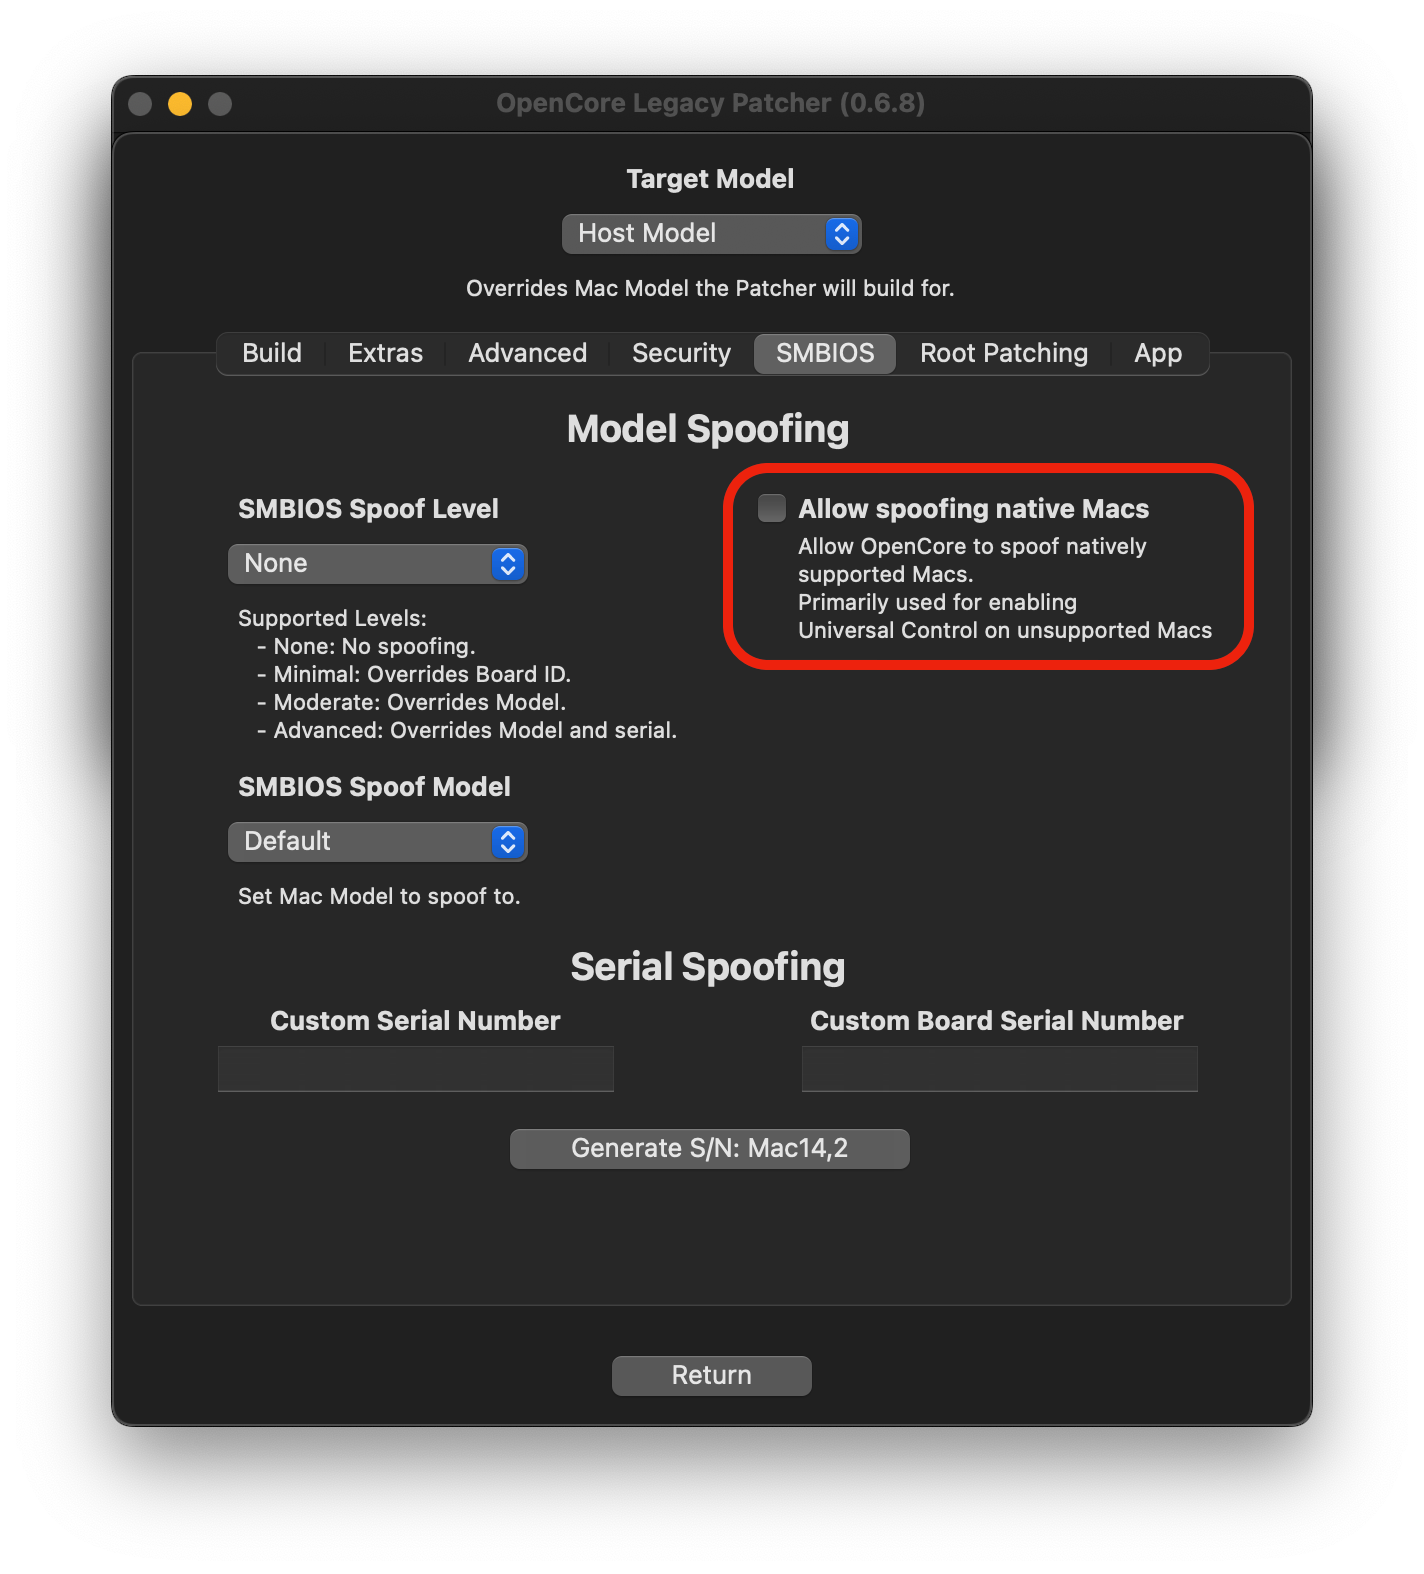 OpenCore Legacy Patcher (0.6.8)
Target Model
Host Model
Overrides Mac Model the Patcher will build for.
Build Extras Advanced Security SMBIOS Root Patching App
Model Spoofing
SMBIOS Spoof Level
None
Supported Levels:
- None: No spoofing.
- Minimal: Overrides Board ID.
- Moderate: Overrides Model.
- Advanced: Overrides Model and serial.
Allow spoofing native Macs
Allow OpenCore to spoof natively
supported Macs.
Primarily used for enabling
Universal Control on unsupported Macs
SMBIOS Spoof Model
Default
Set Mac Model to spoof to.
Serial Spoofing
Custom Serial Number
Custom Board Serial Number
Generate S/N: Mac14,2
Return